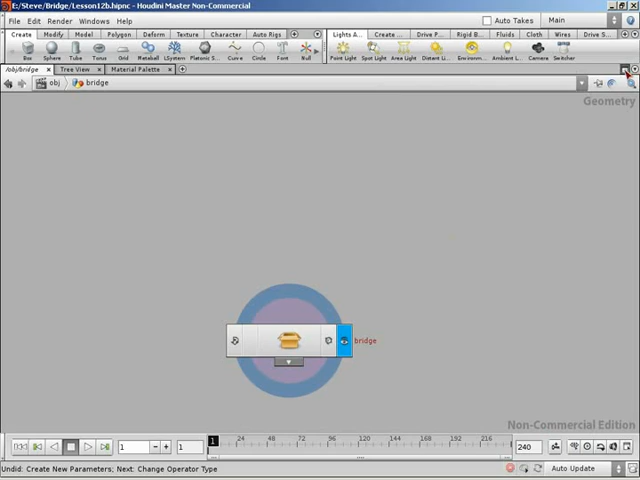 E:/Steve/Bridge/Lesson12b.hipnc - Houdini Master Non-Commercial
File Edit Render Windows Help Auto Takes Main
Create Modify Model Polygon Deform Texture Character Auto Rigs Lights A... Create ... Drive P... Rigid B... Fluids Cloth Wires Drive S...
Box Sphere Tube Torus Grid Metaball LSystem Platonic S... Curve Circle Null Point Light Spot Light Area Light Distant Li... Environm... Ambient L... Camera Switcher
/obj/bridge Tree View Material Palette
obj bridge
Geometry
bridge
Non-Commercial Edition
1 1 1 24 48 72 96 120 144 168 192 216 240
Undid: Create New Parameters; Next: Change Operator Type Auto Update